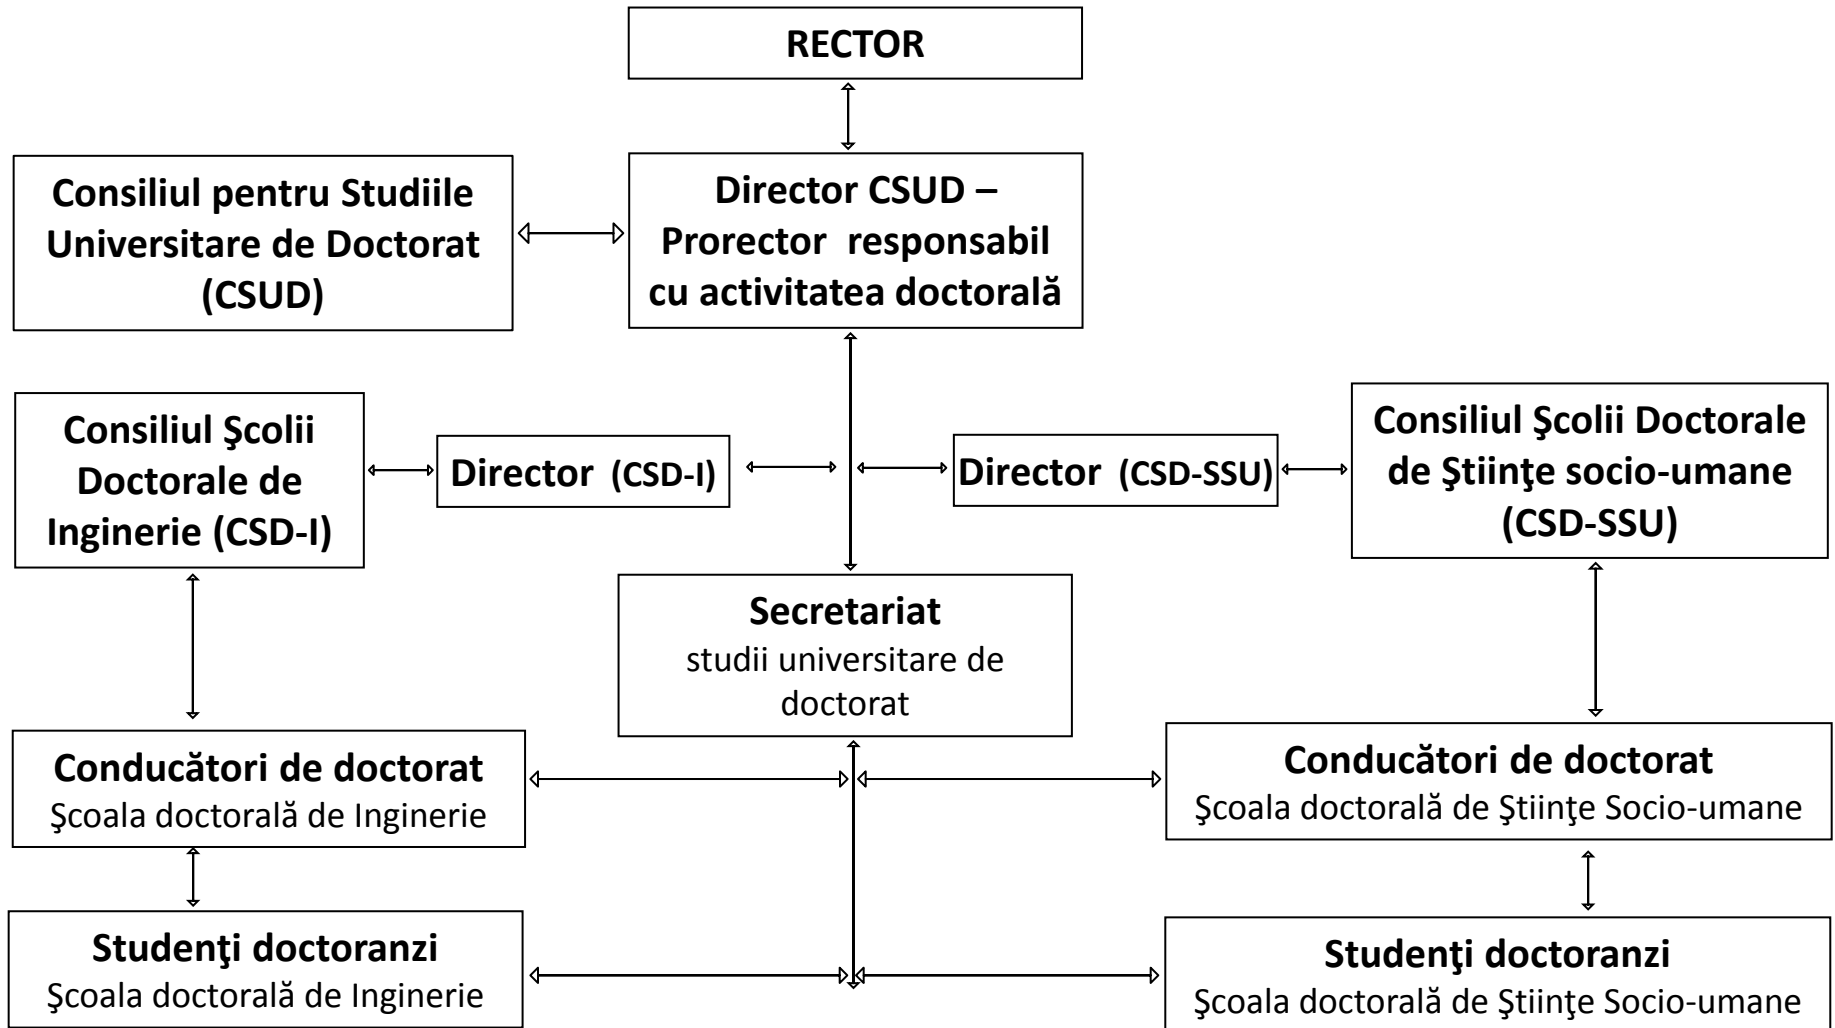 RECTOR
Consiliul pentru Studiile
Universitare de Doctorat
(CSUD)
Director CSUD –
Prorector responsabil
cu activitatea doctorală
Consiliul Şcolii
Doctorale de
Inginerie (CSD-I)
Director (CSD-I)
Director (CSD-SSU)
Consiliul Şcolii Doctorale
de Ştiinţe socio-umane
(CSD-SSU)
Secretariat
studii universitare de
doctorat
Conducători de doctorat
Şcoala doctorală de Inginerie
Conducători de doctorat
Şcoala doctorală de Ştiinţe Socio-umane
Studenţi doctoranzi
Şcoala doctorală de Inginerie
Studenţi doctoranzi
Şcoala doctorală de Ştiinţe Socio-umane